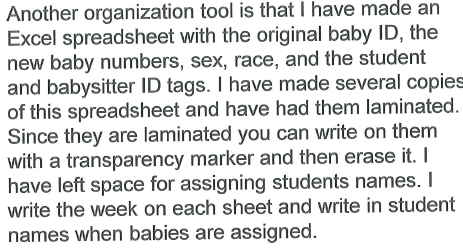 Another organization tool is that I have made an
Excel spreadsheet with the original baby ID, the
new baby numbers, sex, race, and the student
and babysitter ID tags. I have made several copies
of this spreadsheet and have had them laminated.
Since they are laminated you can write on them
with a transparency marker and then erase it. I
have left space for assigning students names. I
write the week on each sheet and write in student
names when babies are assigned.